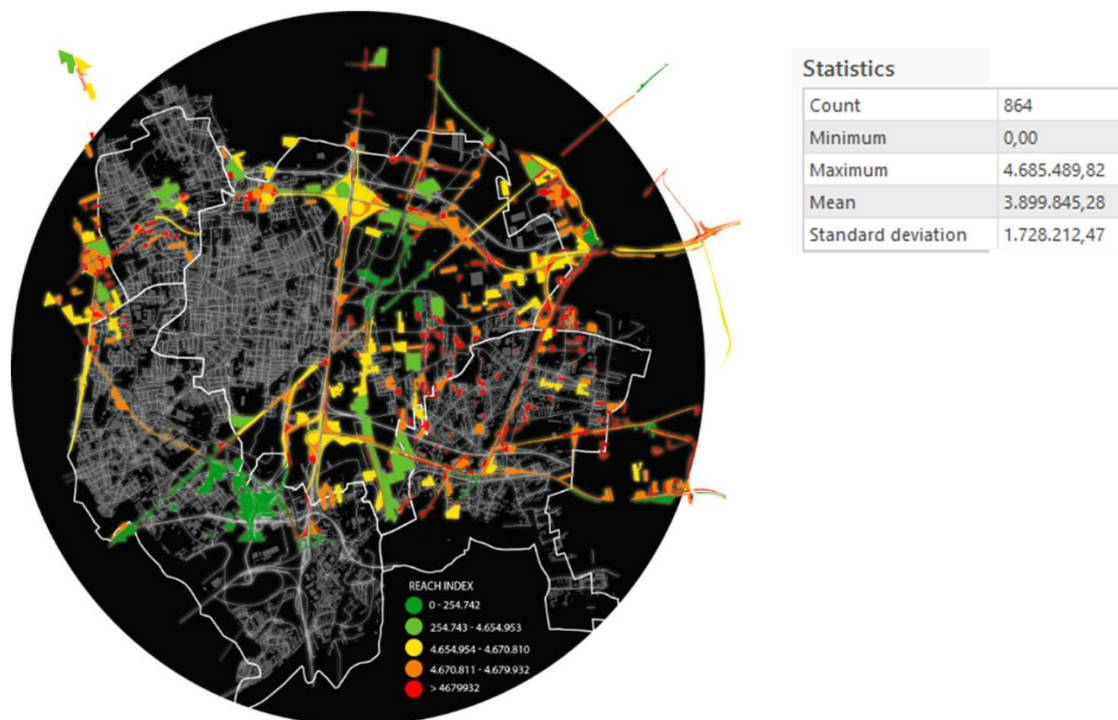 Statistics
Count 864
Minimum 0,00
Maximum 4.685.489,82
Mean 3.899.845,28
Standard deviation 1.728.212,47
REACH INDEX
0 - 254.742
254.743 - 4.654.953
4.654.954 - 4.670.810
4.670.811 - 4.679.932
> 4679932